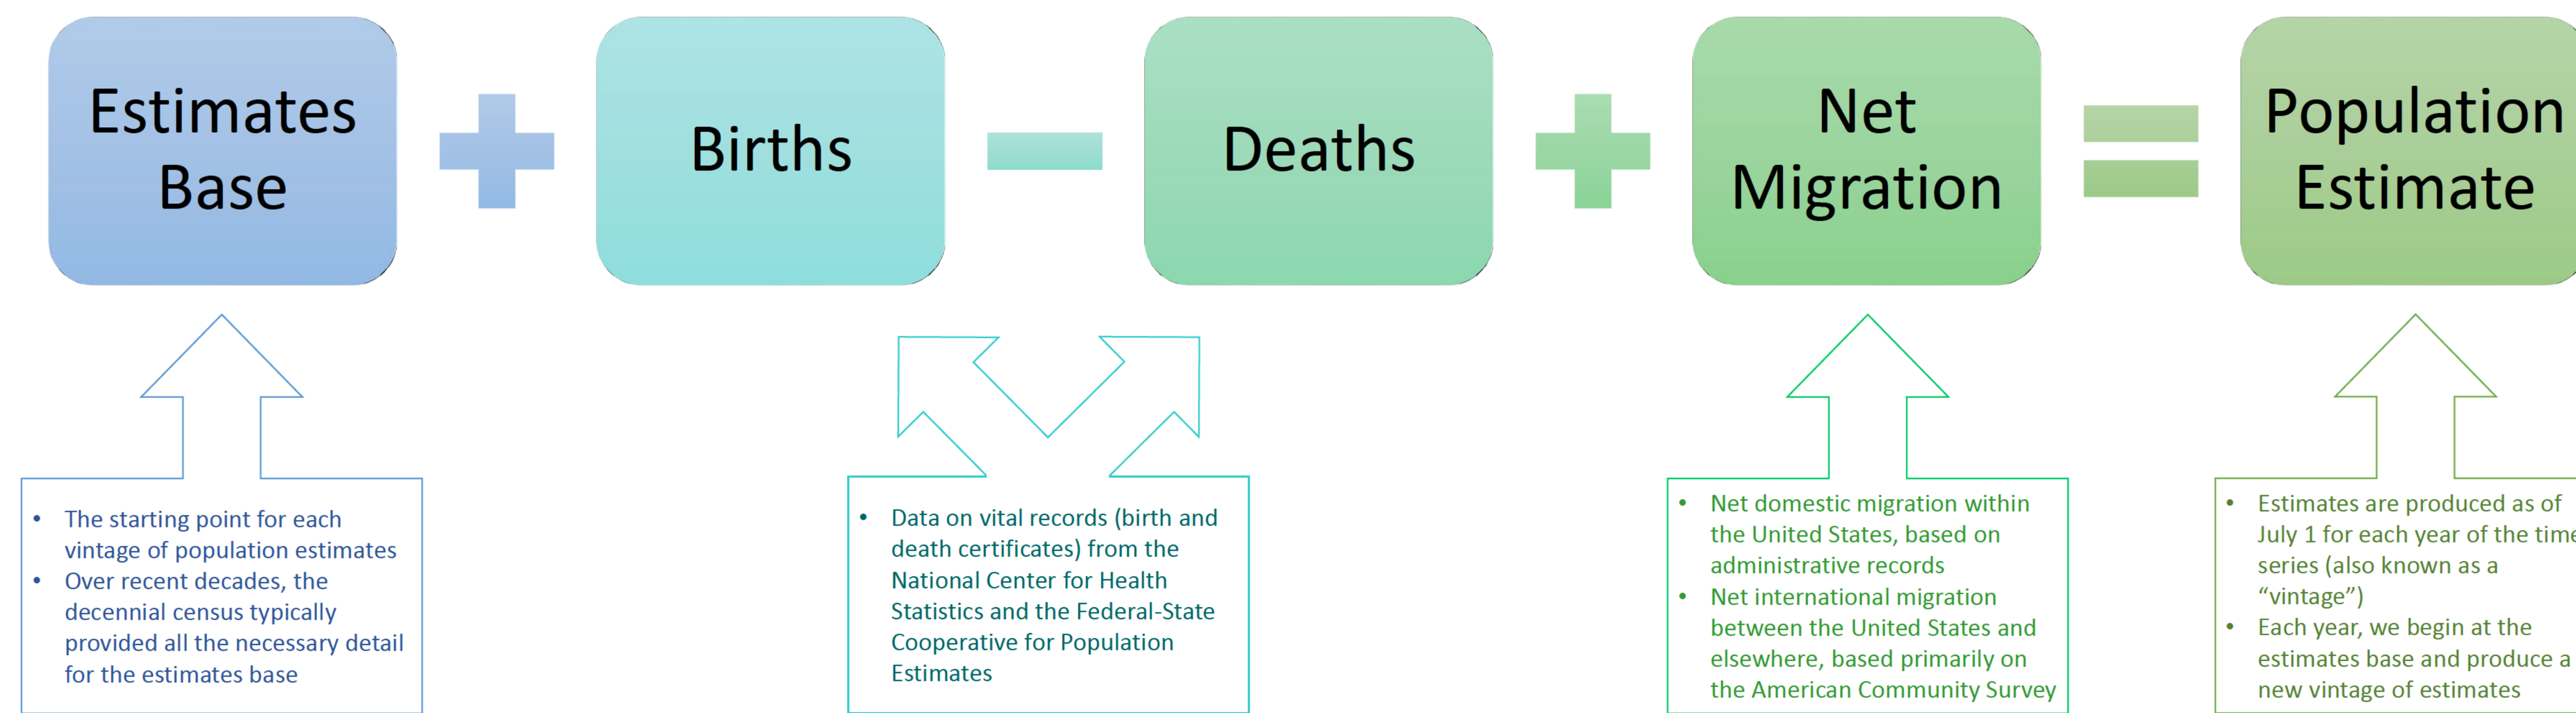 Estimates
Base
Births
Deaths
Net
Migration
Population
Estimate
• The starting point for each
vintage of population estimates
• Over recent decades, the
decennial census typically
provided all the necessary detail
for the estimates base
• Data on vital records (birth and
death certificates) from the
National Center for Health
Statistics and the Federal-State
Cooperative for Population
Estimates
• Net domestic migration within
the United States, based on
administrative records
• Net international migration
between the United States and
elsewhere, based primarily on
the American Community Survey
• Estimates are produced as of
July 1 for each year of the time
series (also known as a
“vintage”)
• Each year, we begin at the
estimates base and produce a
new vintage of estimates